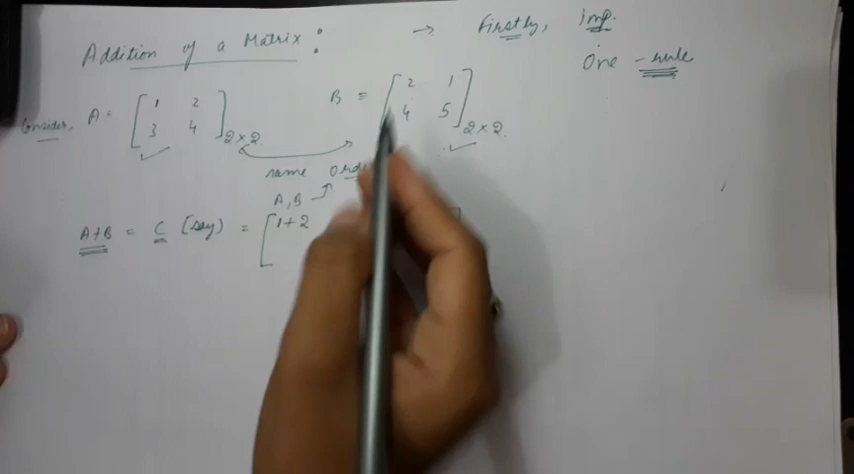 Addition of a Matrix :
→ Firstly, imp.
One - rule
Consider, A = [ 1 2 B = [ 2 1
3 4 ]2×2 4 5 ]2×2
same
A, B
A+B = C (say) = [ 1+2